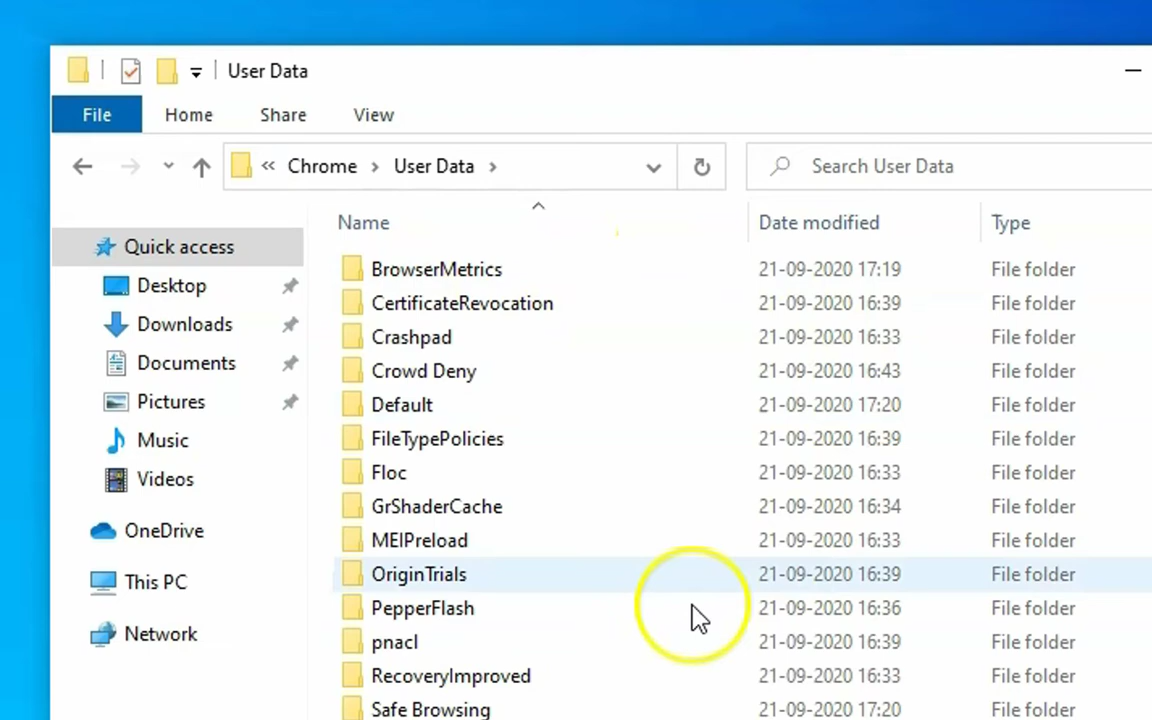 User Data
File Home Share View
« Chrome > User Data > Search User Data
Name Date modified Type
Quick access
Desktop
Downloads
Documents
Pictures
Music
Videos
OneDrive
This PC
Network
BrowserMetrics 21-09-2020 17:19 File folder
CertificateRevocation 21-09-2020 16:39 File folder
Crashpad 21-09-2020 16:33 File folder
Crowd Deny 21-09-2020 16:43 File folder
Default 21-09-2020 17:20 File folder
FileTypePolicies 21-09-2020 16:39 File folder
Floc 21-09-2020 16:33 File folder
GrShaderCache 21-09-2020 16:34 File folder
MEIPreload 21-09-2020 16:33 File folder
OriginTrials 21-09-2020 16:39 File folder
PepperFlash 21-09-2020 16:36 File folder
pnacl 21-09-2020 16:39 File folder
RecoveryImproved 21-09-2020 16:33 File folder
Safe Browsing 21-09-2020 17:20 File folder